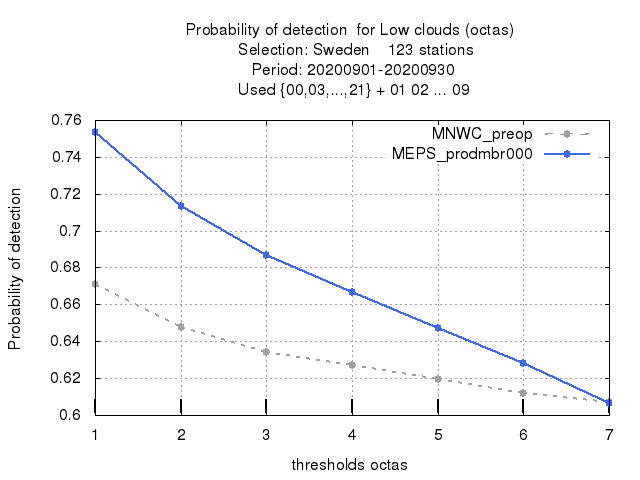 Probability of detection  for Low clouds (octas)
Selection: Sweden    123 stations
Period: 20200901-20200930
Used {00,03,...,21} + 01 02 ... 09
MNWC_preop
MEPS_prodmbr000
Probability of detection
0.76
0.74
0.72
0.7
0.68
0.66
0.64
0.62
0.6
1 2 3 4 5 6 7
thresholds octas